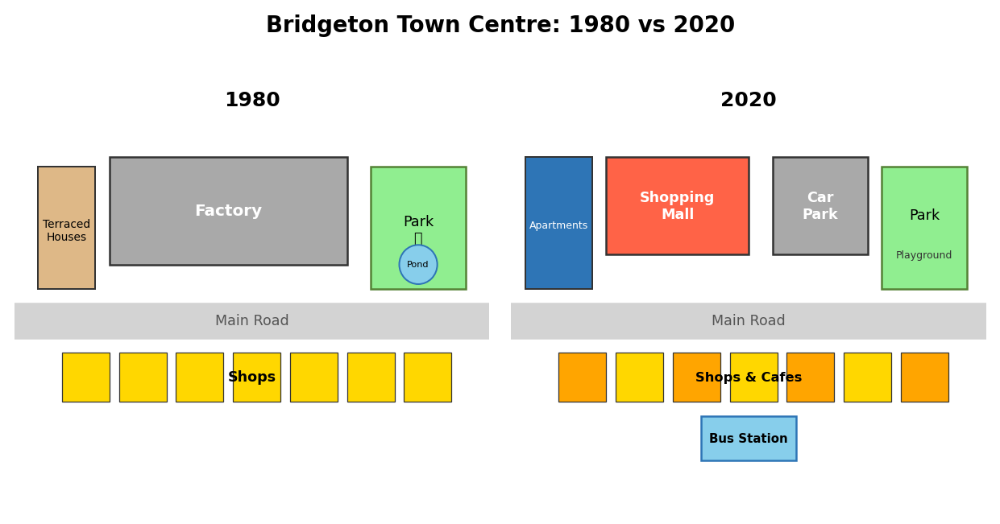 Bridgeton Town Centre: 1980 vs 2020
1980
Terraced
Houses
Factory
Park
Pond
Main Road
Shops
2020
Apartments
Shopping
Mall
Car
Park
Park
Playground
Main Road
Shops & Cafes
Bus Station